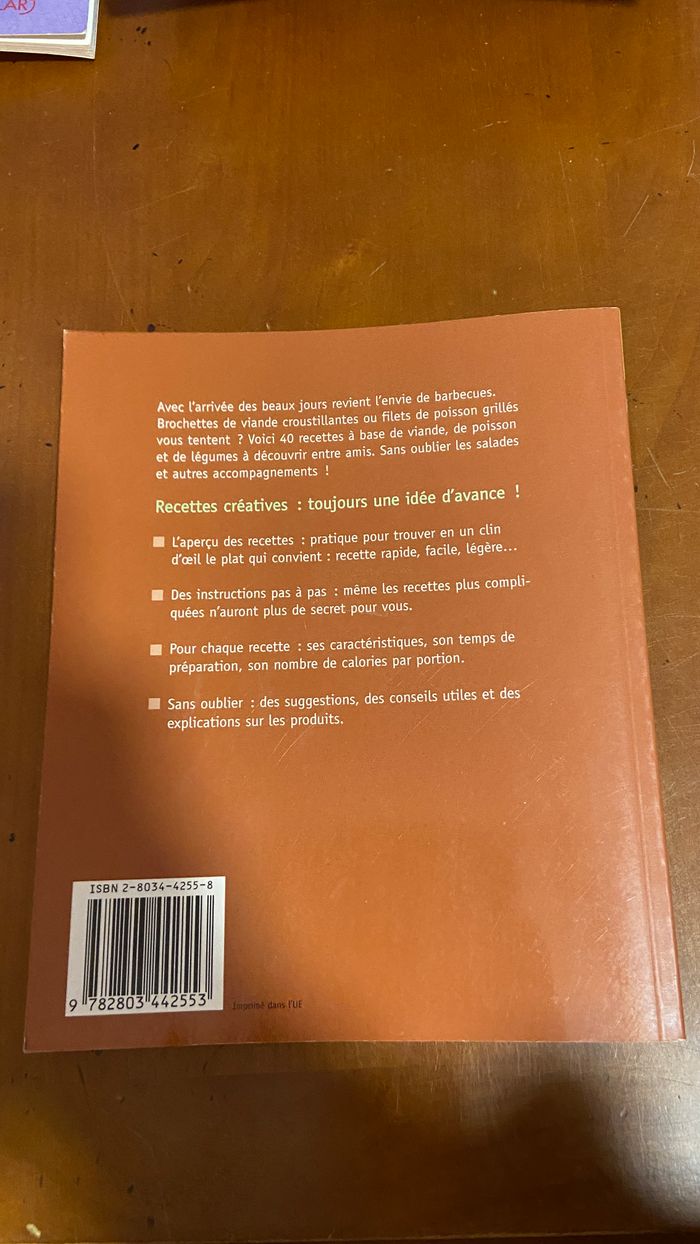 LAR)
Avec l'arrivée des beaux jours revient l'envie de barbecues.
Brochettes de viande croustillantes ou filets de poisson grillés
vous tentent ? Voici 40 recettes à base de viande, de poisson
et de légumes à découvrir entre amis. Sans oublier les salades
et autres accompagnements !
Recettes créatives : toujours une idée d'avance !
L'aperçu des recettes : pratique pour trouver en un clin
d'œil le plat qui convient : recette rapide, facile, légère...
Des instructions pas à pas : même les recettes plus compli-
quées n'auront plus de secret pour vous.
Pour chaque recette : ses caractéristiques, son temps de
préparation, son nombre de calories par portion.
Sans oublier : des suggestions, des conseils utiles et des
explications sur les produits.
ISBN 2-8034-4255-8
9 782803 442553
Imprimé dans l'UE